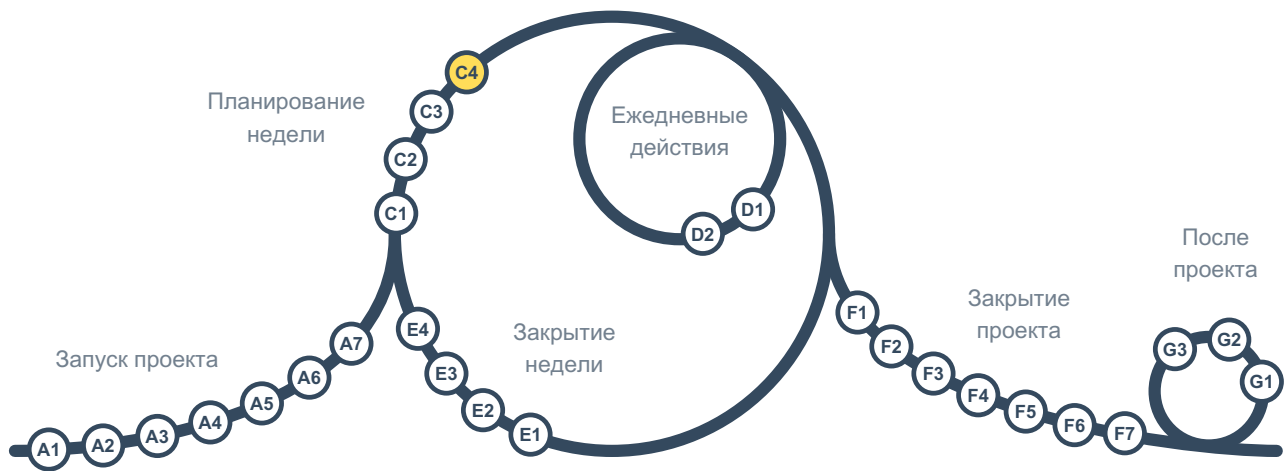 Запуск проекта
A1
A2
A3
A4
A5
A6
A7
Планирование
недели
C1
C2
C3
C4
Ежедневные
действия
D1
D2
Закрытие
недели
E1
E2
E3
E4
Закрытие
проекта
F1
F2
F3
F4
F5
F6
F7
После
проекта
G1
G2
G3